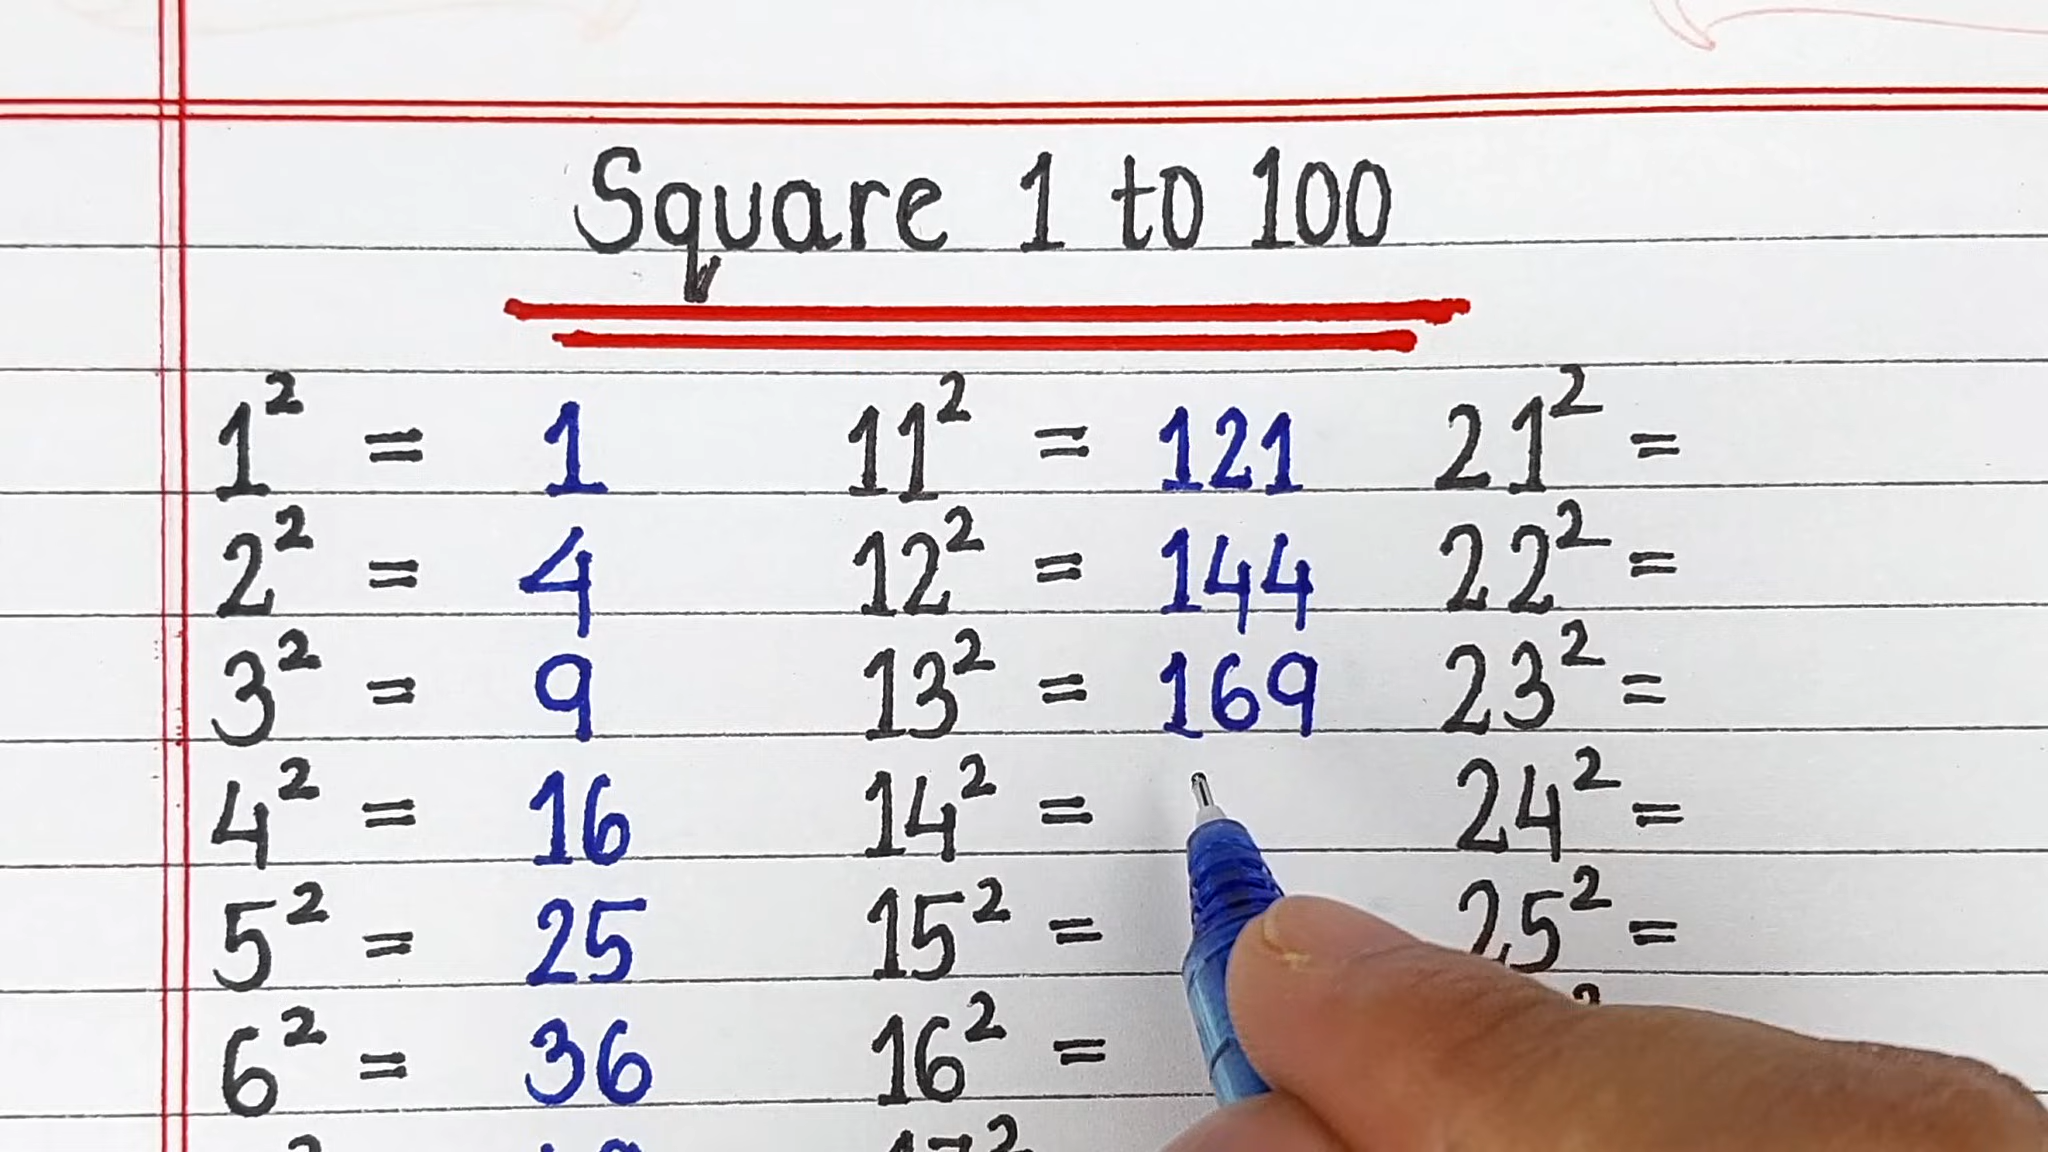 Square 1 to 100
1² = 1 11² = 121 21² =
2² = 4 12² = 144 22² =
3² = 9 13² = 169 23² =
4² = 16 14² = 24² =
5² = 25 15² = 25² =
6² = 36 16² =